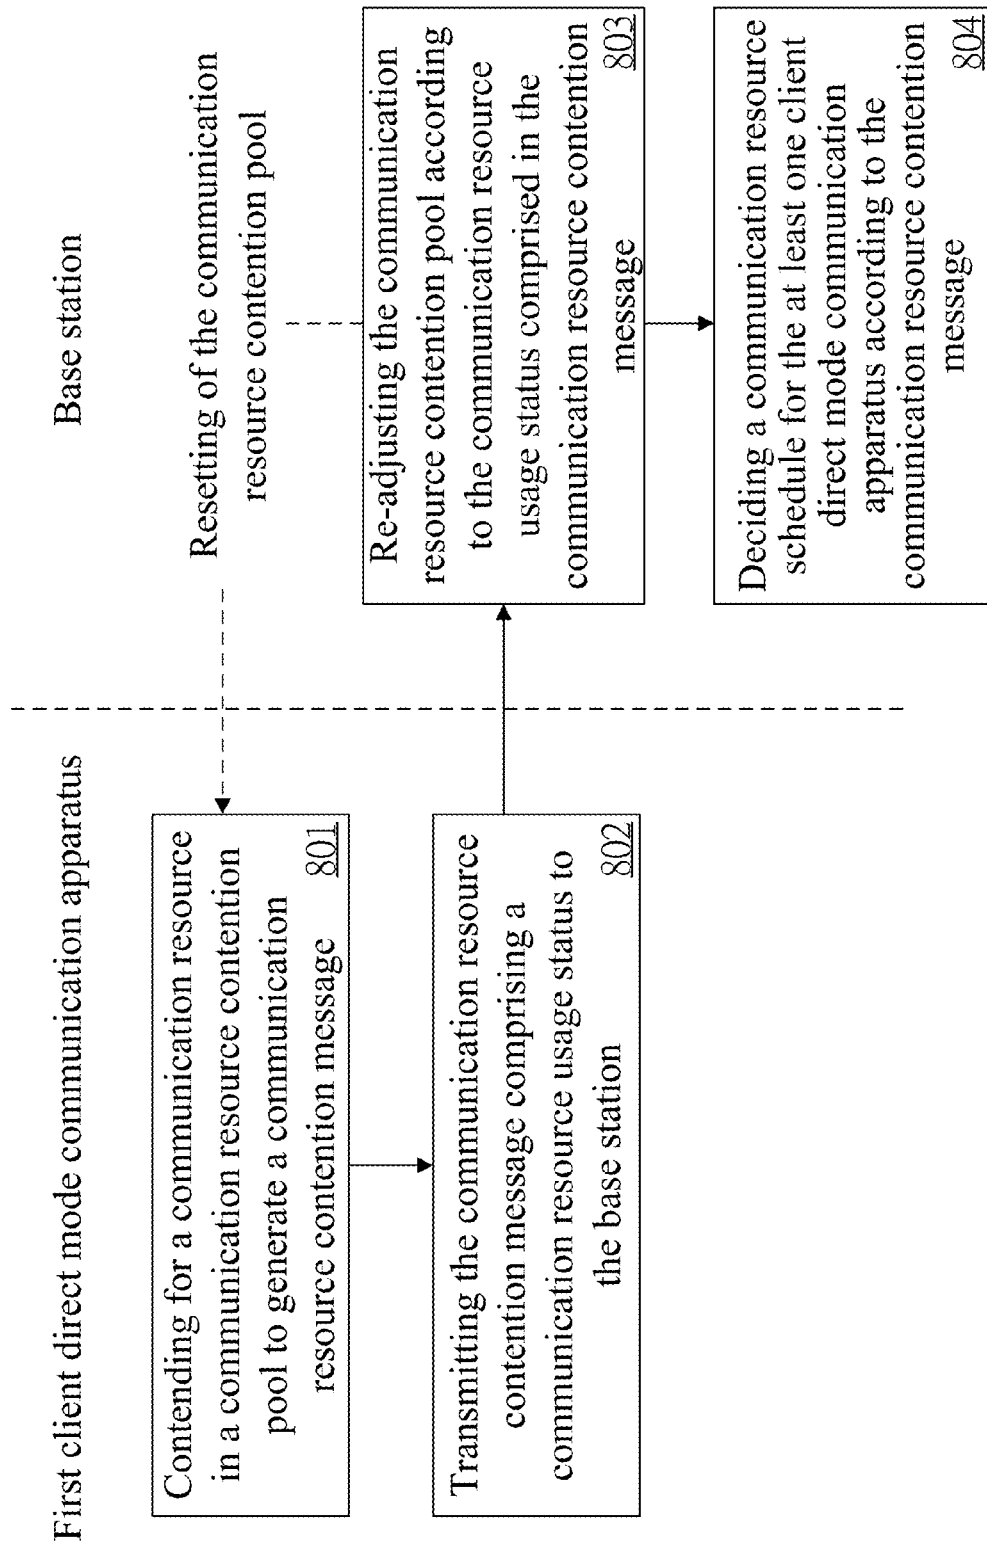 First client direct mode communication apparatus
Contending for a communication resource
in a communication resource contention
pool to generate a communication
resource contention message
801
Transmitting the communication resource
contention message comprising a
communication resource usage status to
the base station
802
Base station
Resetting of the communication
resource contention pool
Re-adjusting the communication
resource contention pool according
to the communication resource
usage status comprised in the
communication resource contention
message
803
Deciding a communication resource
schedule for the at least one client
direct mode communication
apparatus according to the
communication resource contention
message
804